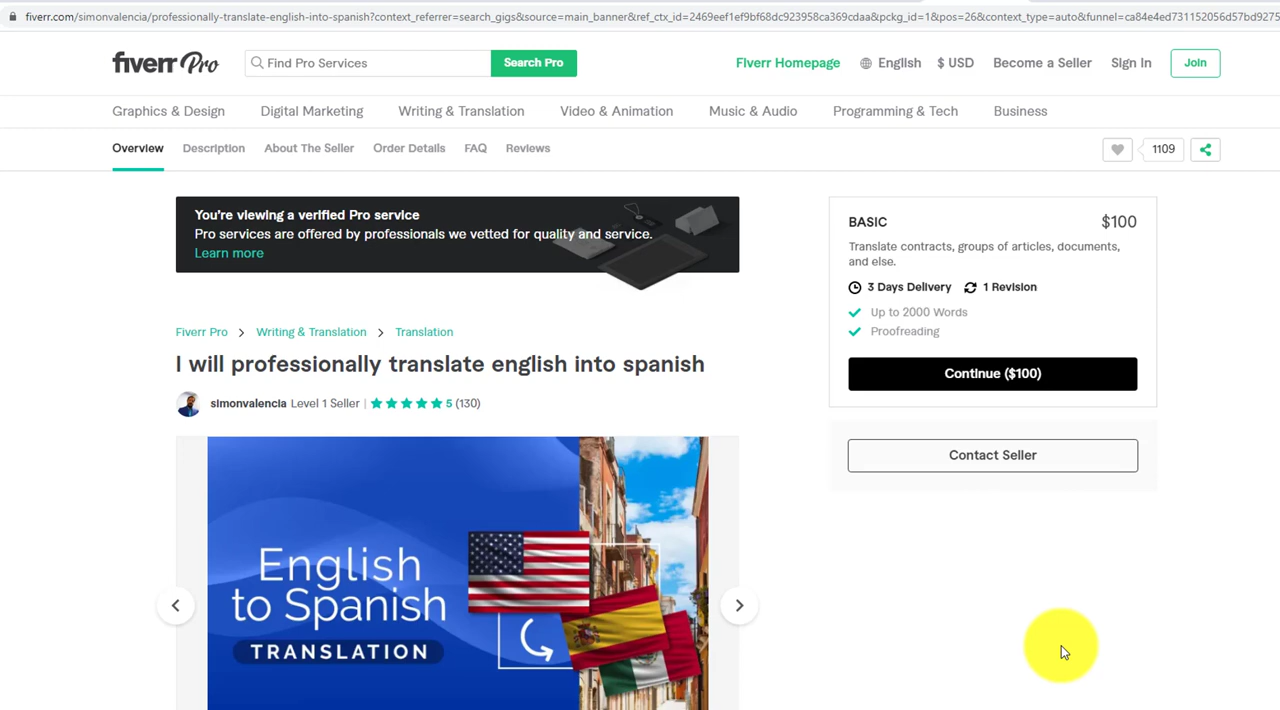 fiverr.com/simonvalencia/professionally-translate-english-into-spanish?context_referrer=search_gigs&source=main_banner&ref_ctx_id=2469eef1ef9bf68dc923958ca369cdaa&pckg_id=1&pos=26&context_type=auto&funnel=ca84e4ed731152056d57bd9275
fiverr Pro
Find Pro Services
Search Pro
Fiverr Homepage
English
$ USD
Become a Seller
Sign In
Join
Graphics & Design
Digital Marketing
Writing & Translation
Video & Animation
Music & Audio
Programming & Tech
Business
Overview
Description
About The Seller
Order Details
FAQ
Reviews
1109
You're viewing a verified Pro service
Pro services are offered by professionals we vetted for quality and service.
Learn more
Fiverr Pro > Writing & Translation > Translation
I will professionally translate english into spanish
simonvalencia Level 1 Seller | 5 (130)
English
to Spanish
TRANSLATION
BASIC $100
Translate contracts, groups of articles, documents,
and else.
3 Days Delivery 1 Revision
Up to 2000 Words
Proofreading
Continue ($100)
Contact Seller